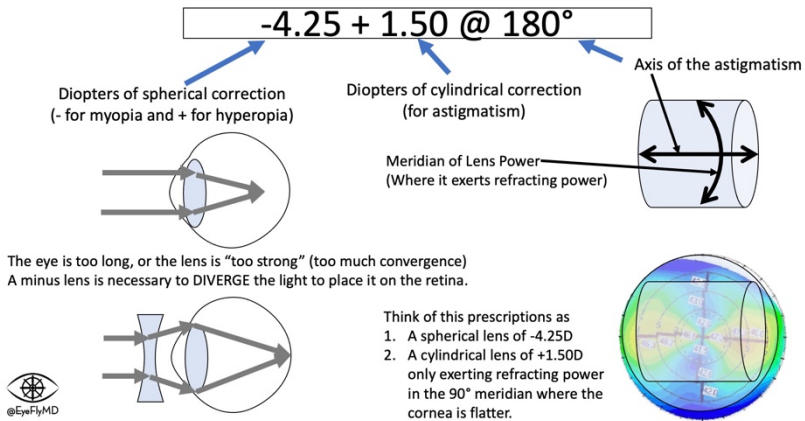 -4.25 + 1.50 @ 180°
Diopters of spherical correction
(- for myopia and + for hyperopia)
Diopters of cylindrical correction
(for astigmatism)
Axis of the astigmatism
Meridian of Lens Power
(Where it exerts refracting power)
The eye is too long, or the lens is “too strong” (too much convergence)
A minus lens is necessary to DIVERGE the light to place it on the retina.
Think of this prescriptions as
1. A spherical lens of -4.25D
2. A cylindrical lens of +1.50D
only exerting refracting power
in the 90° meridian where the
cornea is flatter.
@EyeFlyMD